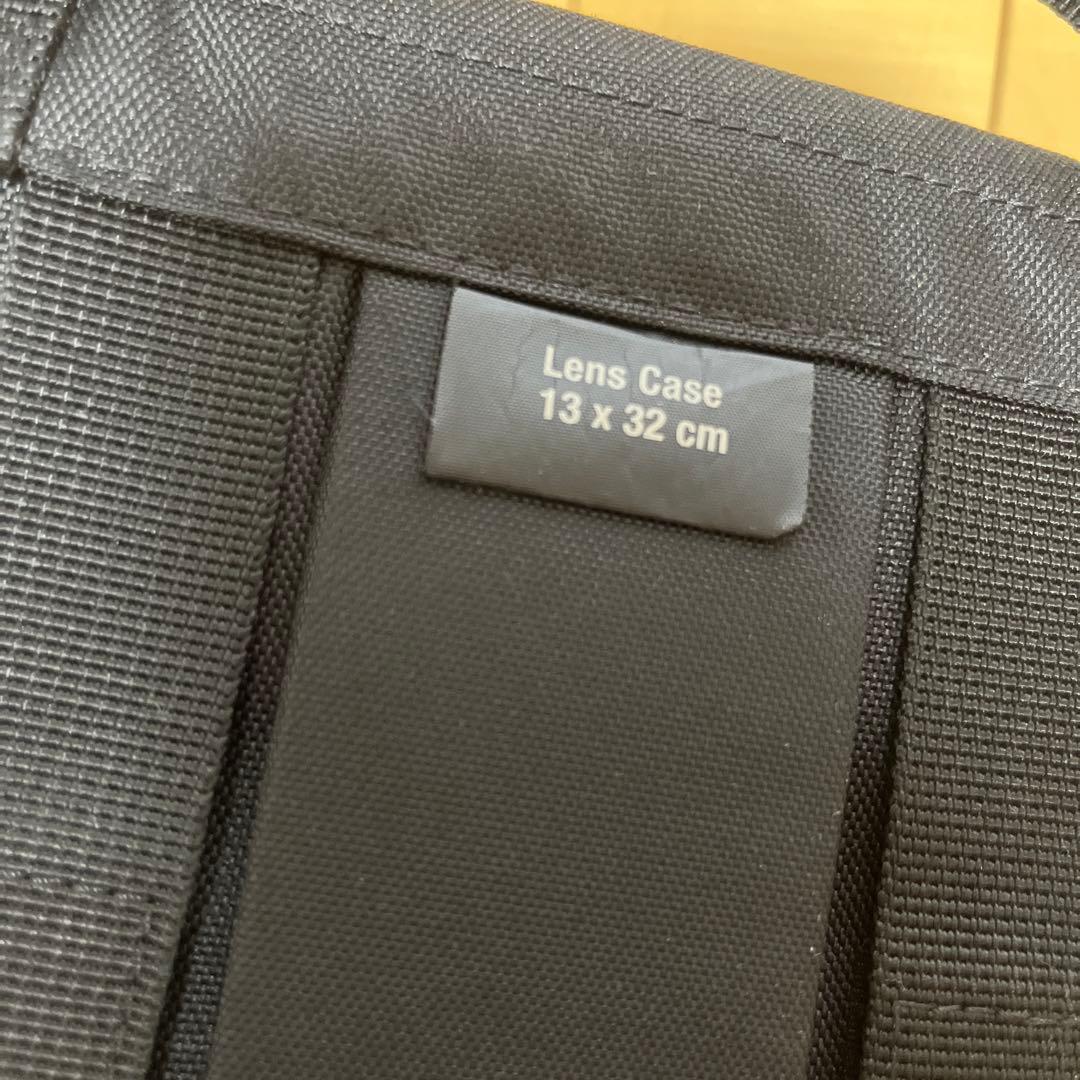 Lens Case
13 x 32 cm